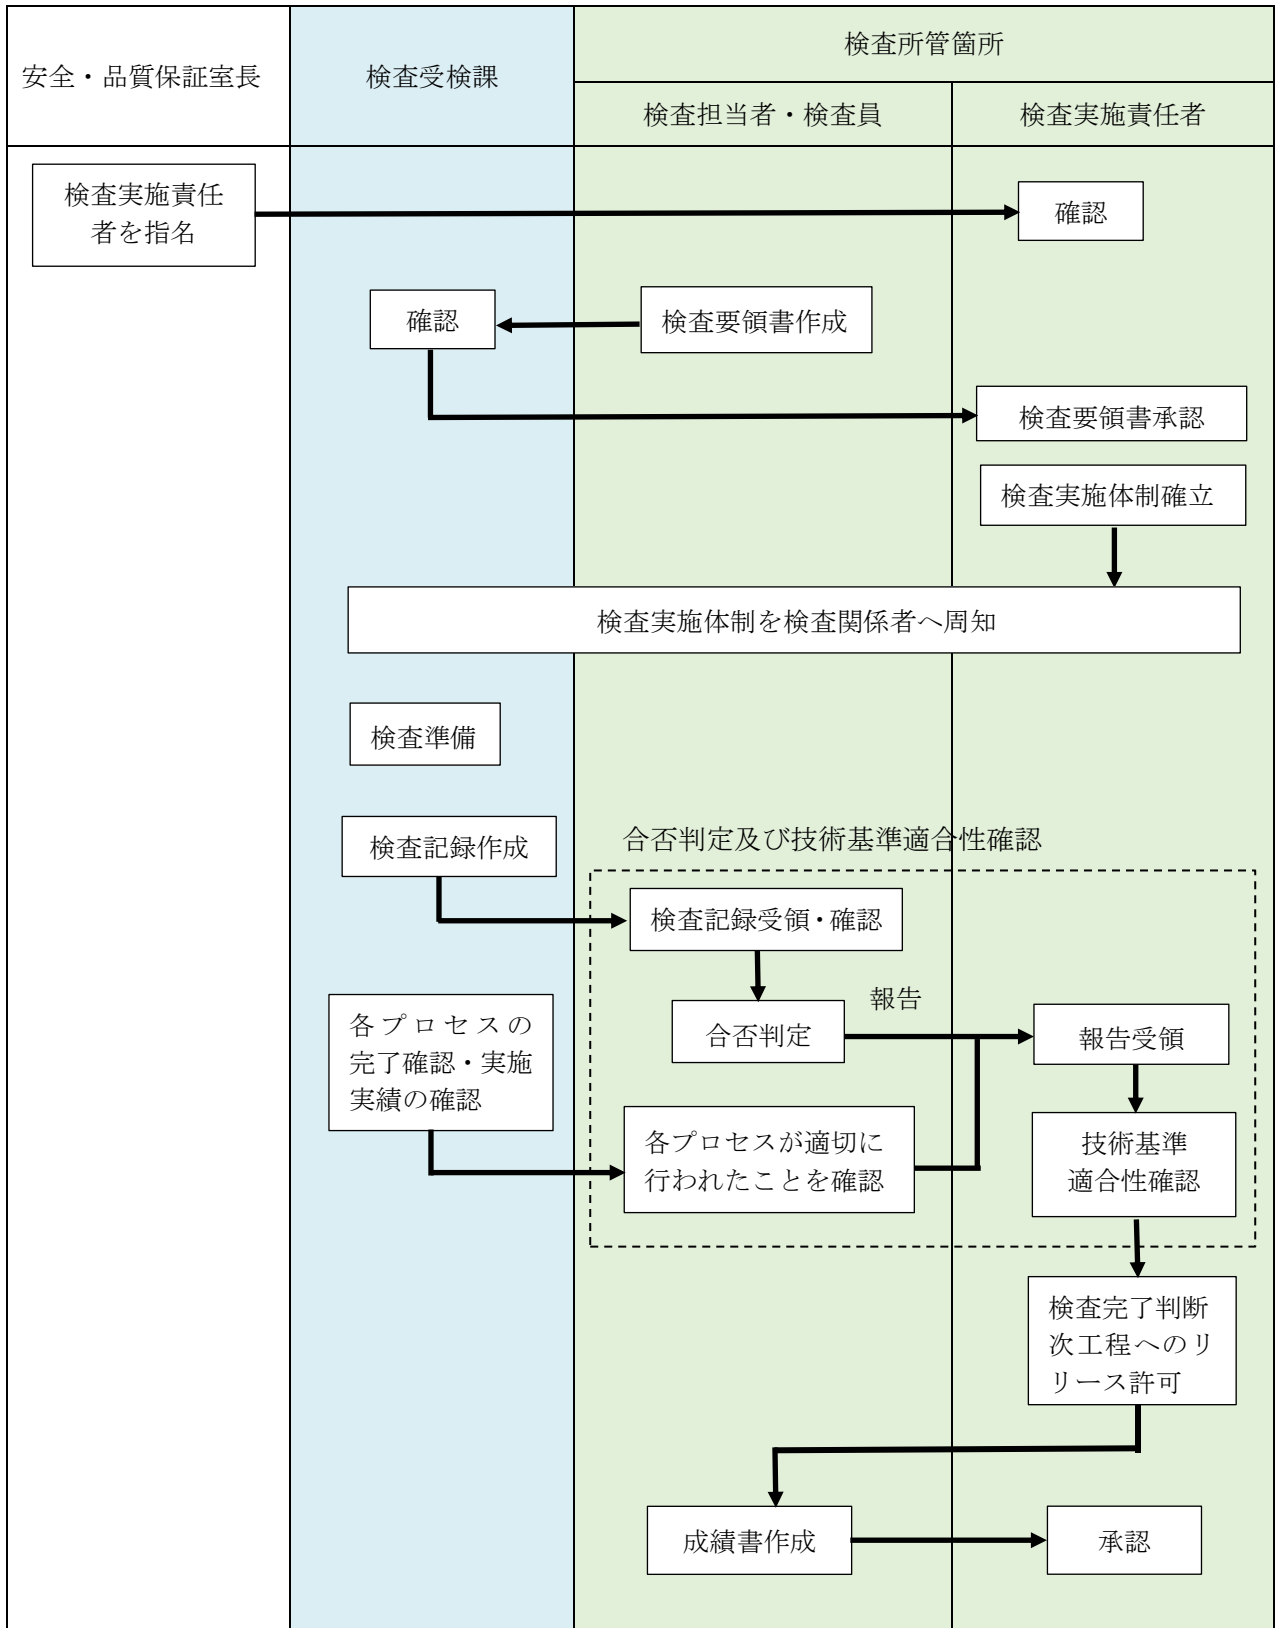 安全・品質保証室長
検査受検課
検査所管箇所
検査担当者・検査員
検査実施責任者
検査実施責任
者を指名
確認
確認
検査要領書作成
検査要領書承認
検査実施体制確立
検査実施体制を検査関係者へ周知
検査準備
検査記録作成
合否判定及び技術基準適合性確認
検査記録受領・確認
各プロセスの
完了確認・実施
実績の確認
合否判定
報告
報告受領
各プロセスが適切に
行われたことを確認
技術基準
適合性確認
検査完了判断
次工程へのリ
リース許可
成績書作成
承認